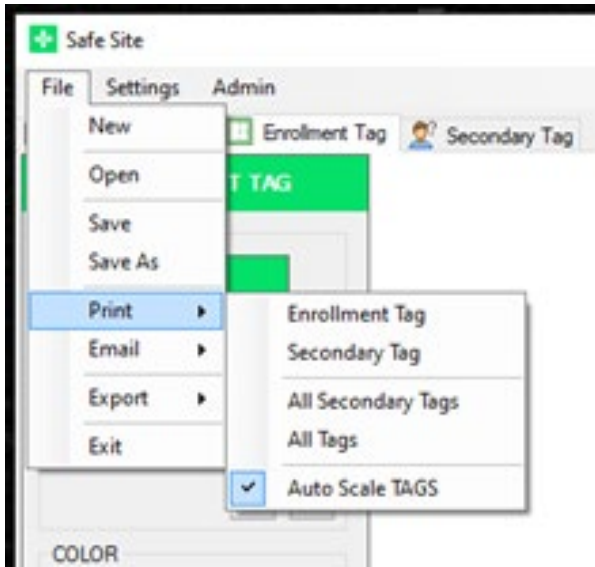 Safe Site
File Settings Admin
Enrollment Tag Secondary Tag
T TAG
New
Open
Save
Save As
Print
Email
Export
Exit
Enrollment Tag
Secondary Tag
All Secondary Tags
All Tags
Auto Scale TAGS
COLOR